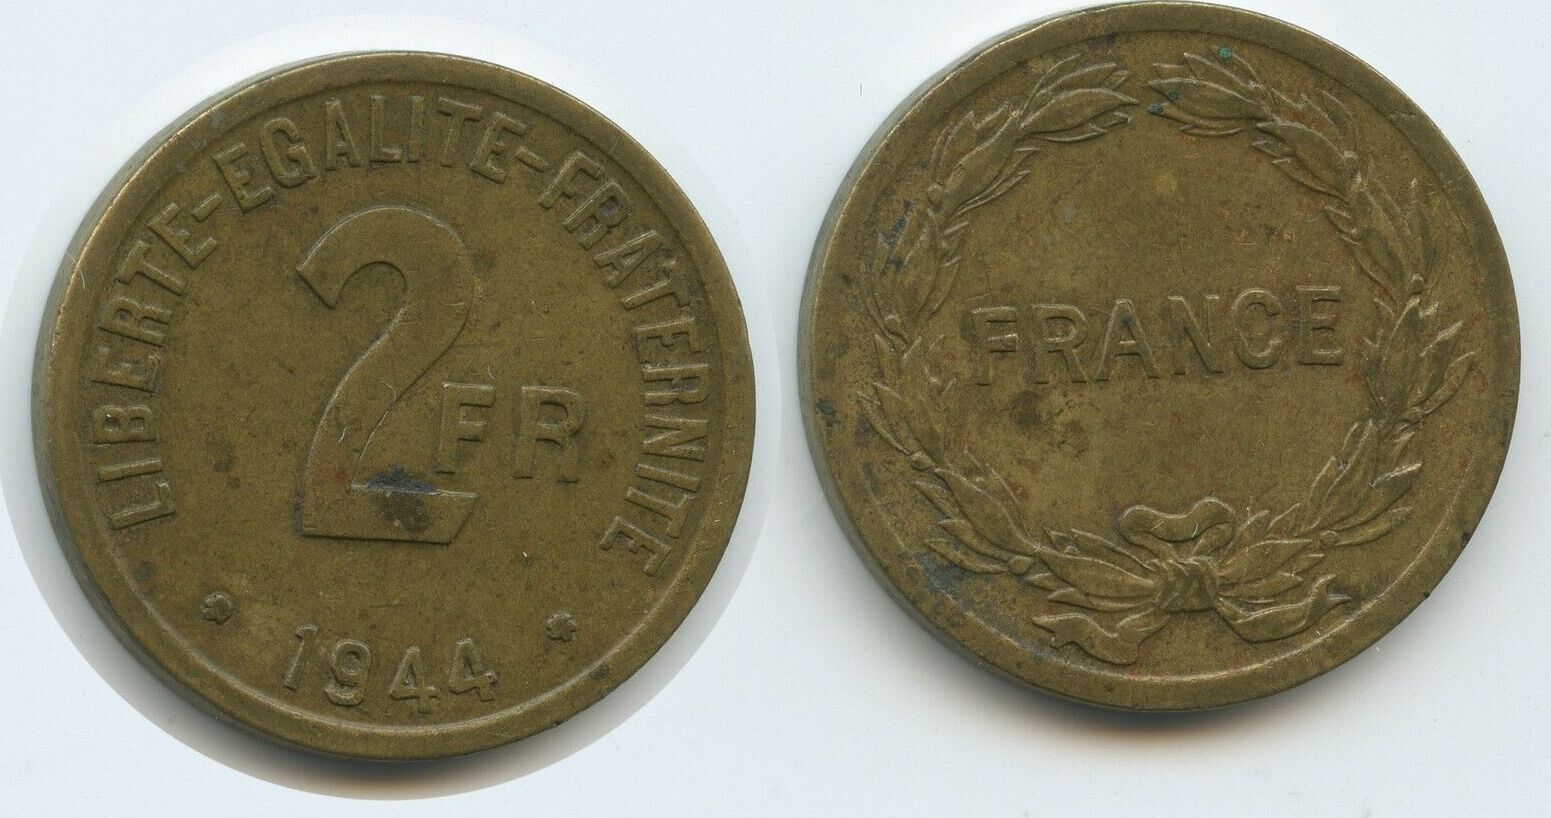 LIBERTE-EGALITE-FRATERNITE
2 FR
1944
FRANCE